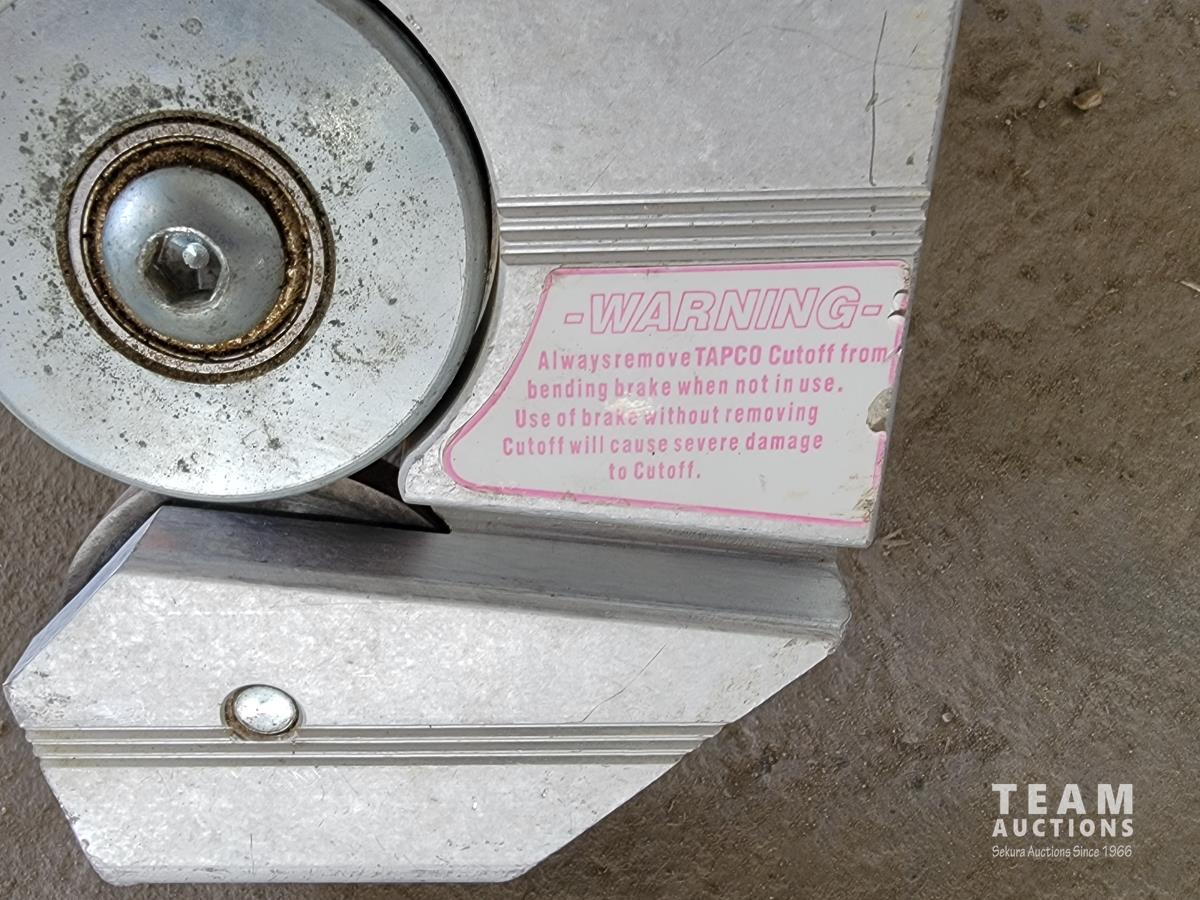 -WARNING-
Always remove TAPCO Cutoff from
bending brake when not in use.
Use of brake without removing
Cutoff will cause severe damage
to Cutoff.
TEAM
AUCTIONS
Sekura Auctions Since 1966